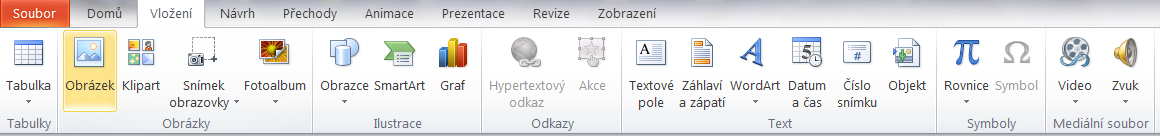 Soubor Domů Vložení Návrh Přechody Animace Prezentace Revize Zobrazení
Tabulka
Tabulky
Obrázek Klipart Snímek obrazovky Fotoalbum
Obrázky
Obrazce SmartArt Graf
Ilustrace
Hypertextový odkaz Akce
Odkazy
A Textové pole Záhlaví a zápatí A WordArt 5 Datum a čas # Číslo snímku Objekt
Text
π Rovnice Ω Symbol
Symboly
Video Zvuk
Mediální soubor